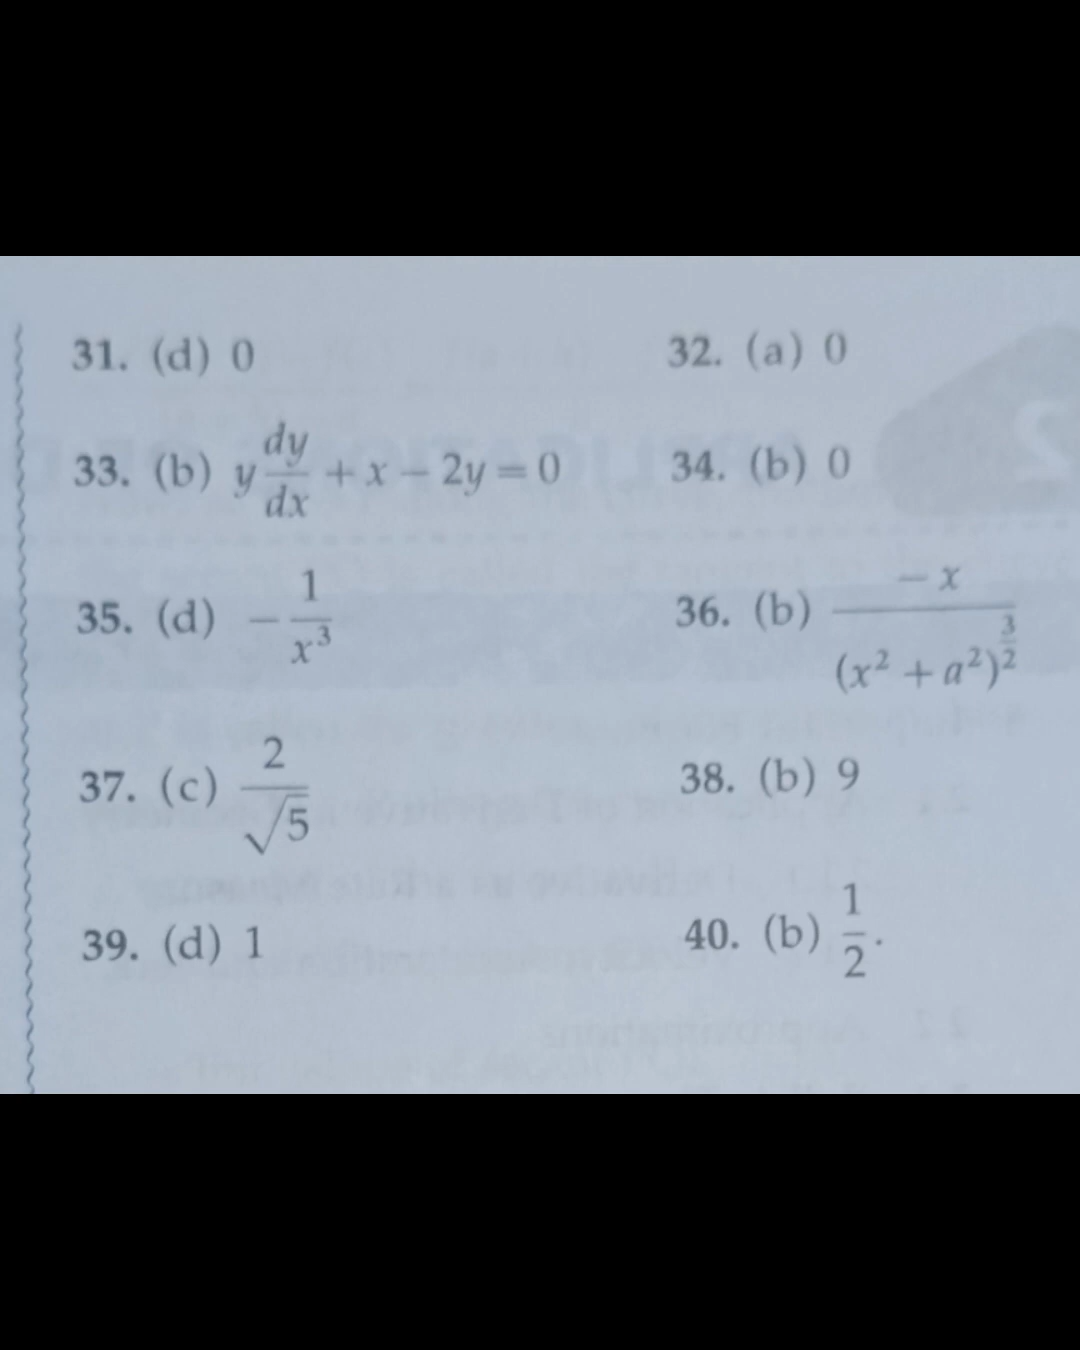 31. (d) 0 32. (a) 0
33. (b) y dy/dx + x – 2y = 0 34. (b) 0
35. (d) – 1/x³ 36. (b) – x/(x² + a²)^(3/2)
37. (c) 2/√5 38. (b) 9
39. (d) 1 40. (b) 1/2.